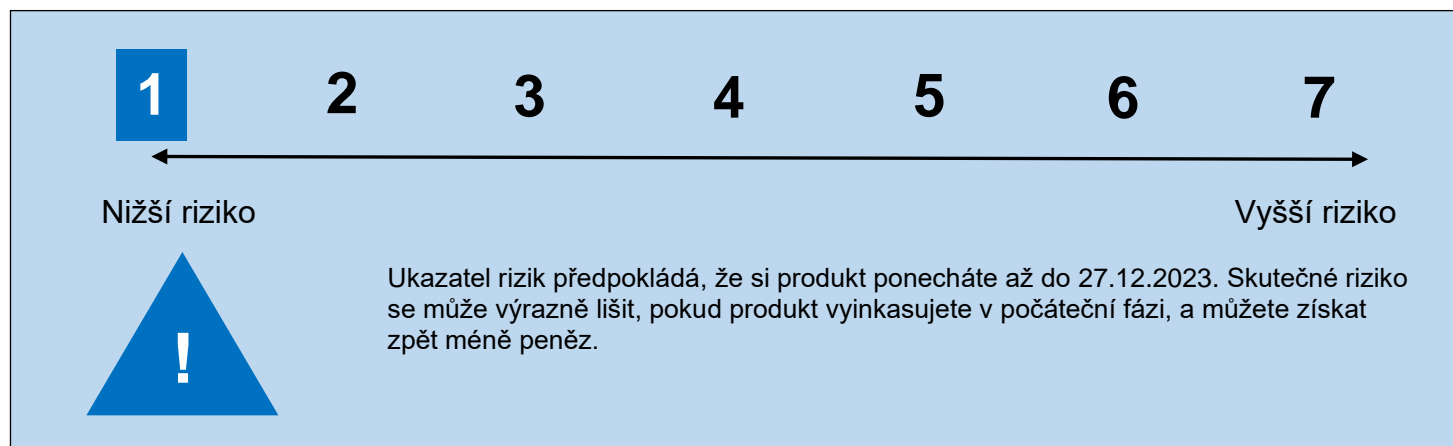 1 2 3 4 5 6 7
Nižší riziko Vyšší riziko
Ukazatel rizik předpokládá, že si produkt ponecháte až do 27.12.2023. Skutečné riziko
se může výrazně lišit, pokud produkt vyinkasujete v počáteční fázi, a můžete získat
zpět méně peněz.
!